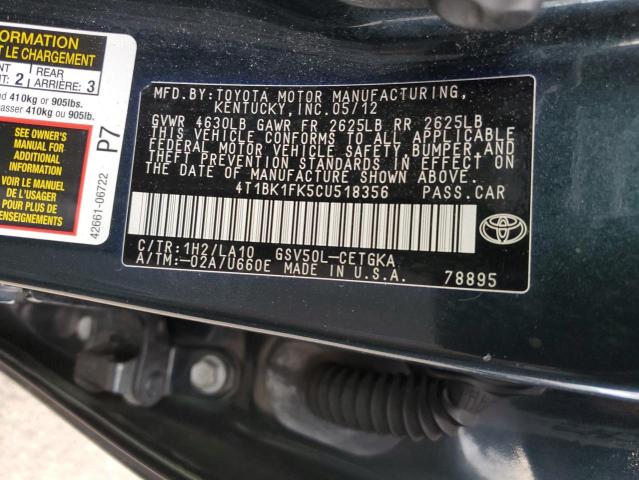 ORMATION
LE CHARGEMENT
NT
T: 2
REAR
ARRIÈRE: 3
410kg or 905lbs.
asser 410kg ou 905lb.
SEE OWNER'S
MANUAL FOR
ADDITIONAL
INFORMATION
VOIR LE MANUEL
DE L'USAGER
POUR PLUS DE
RENSEIGNEMENTS
P7
42661-06722
MFD.BY:TOYOTA MOTOR MANUFACTURING,
KENTUCKY,INC.05/12
GVWR 4630LB GAWR FR 2625LB RR 2625LB
THIS VEHICLE CONFORMS TO ALL APPLICABLE
FEDERAL MOTOR VEHICLE SAFETY, BUMPER, AND
THEFT PREVENTION STANDARDS IN EFFECT ON
THE DATE OF MANUFACTURE SHOWN ABOVE.
4T1BK1FK5CU518356 PASS.CAR
C/TR:1H2/LA10 GSV50L-CETGKA
A/TM:-02A/U660E MADE IN U.S.A. 78895
TOYOTA